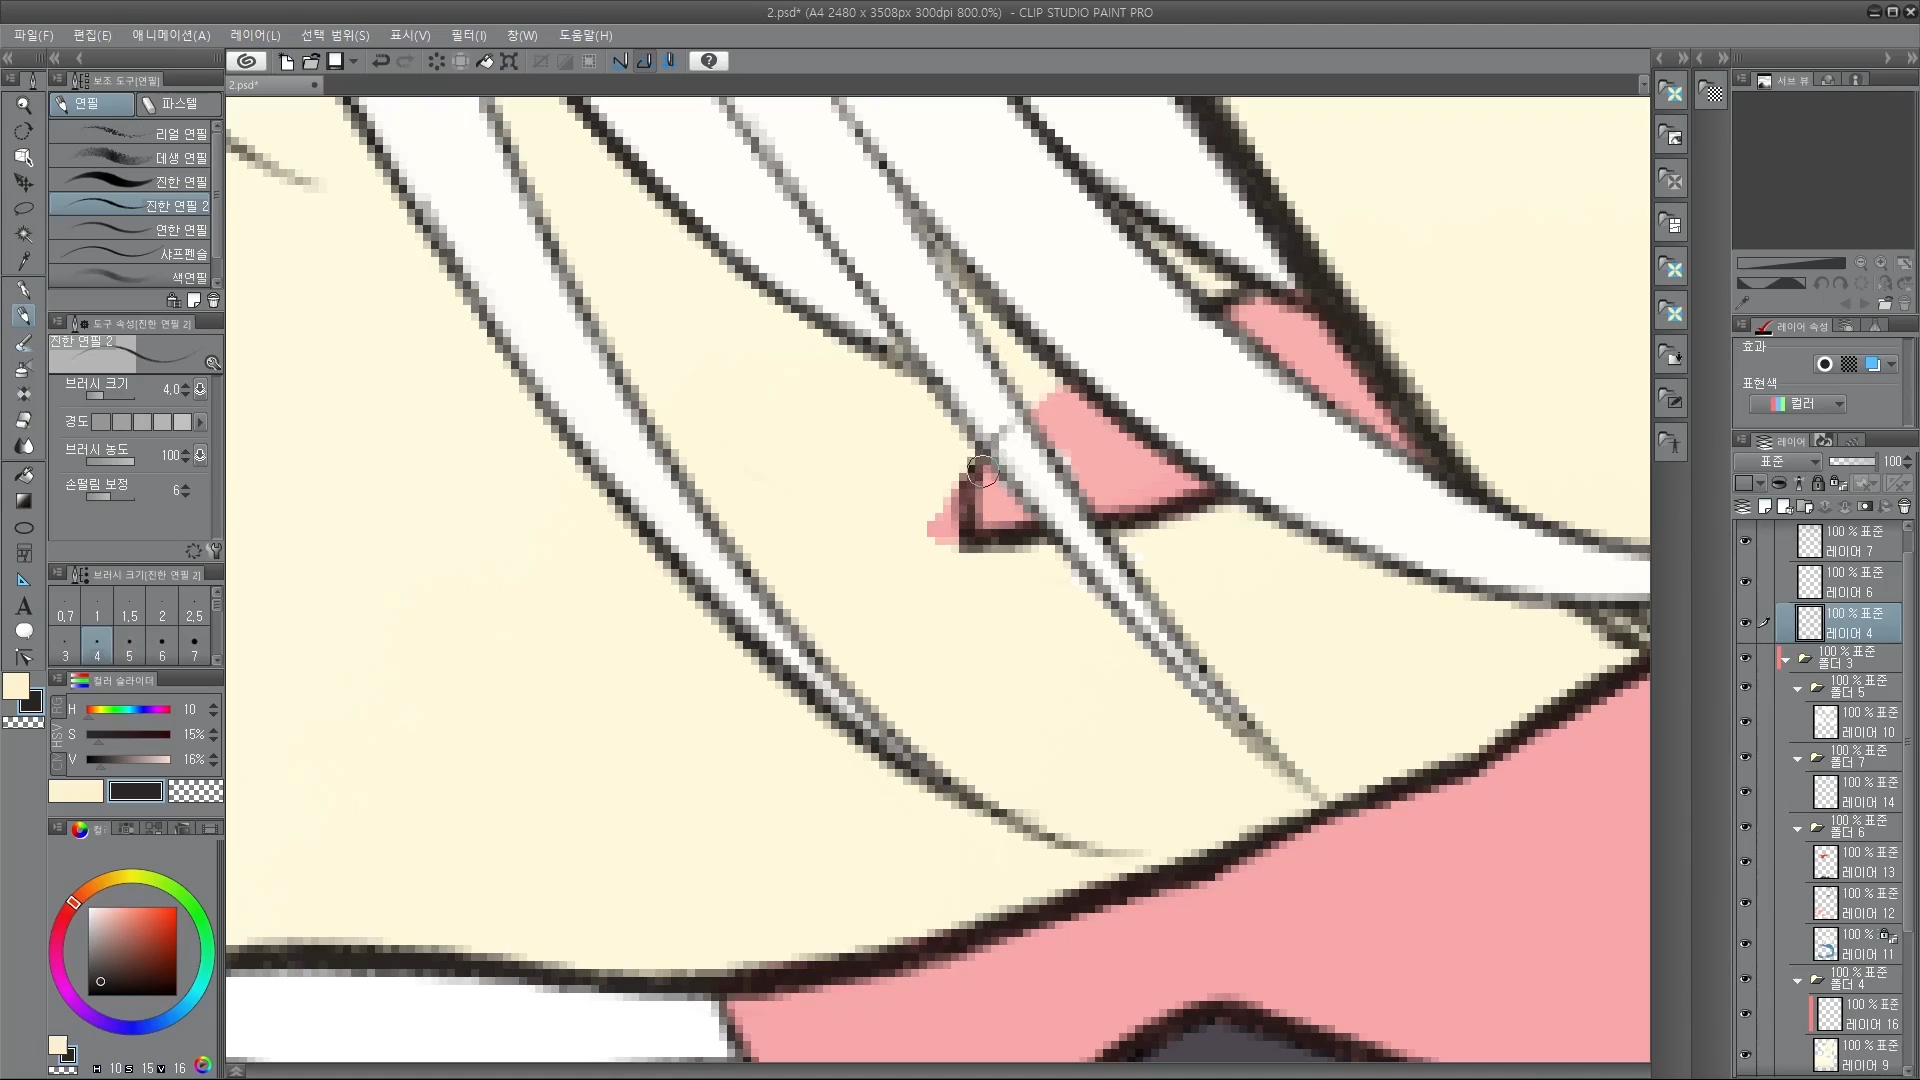 2.psd* (A4 2480 x 3508px 300dpi 800.0%) - CLIP STUDIO PAINT PRO
파일(F) 편집(E) 애니메이션(A) 레이어(L) 선택 범위(S) 표시(V) 필터(I) 창(W) 도움말(H)
보조 도구[연필]
2.psd*
서브 뷰
연필 파스텔
리얼 연필
데생 연필
진한 연필
진한 연필 2
연한 연필
샤프펜슬
색연필
도구 속성[진한 연필 2]
진한 연필 2
브러시 크기 4.0
경도
브러시 농도 100
손떨림 보정 6
브러시 크기[진한 연필 2]
0.7 1 1.5 2 2.5
3 4 5 6 7
컬러 슬라이더
H 10
S 15%
V 16%
H 10 S 15 V 16
레이어 속성
효과
표현색
컬러
레이어
표준 100
100 % 표준
레이어 7
100 % 표준
레이어 6
100 % 표준
레이어 4
100 % 표준
폴더 3
100 % 표준
폴더 5
100 % 표준
레이어 10
100 % 표준
폴더 7
100 % 표준
레이어 14
100 % 표준
폴더 6
100 % 표준
레이어 13
100 % 표준
레이어 12
100 %
레이어 11
100 % 표준
폴더 4
100 % 표준
레이어 16
100 % 표준
레이어 9